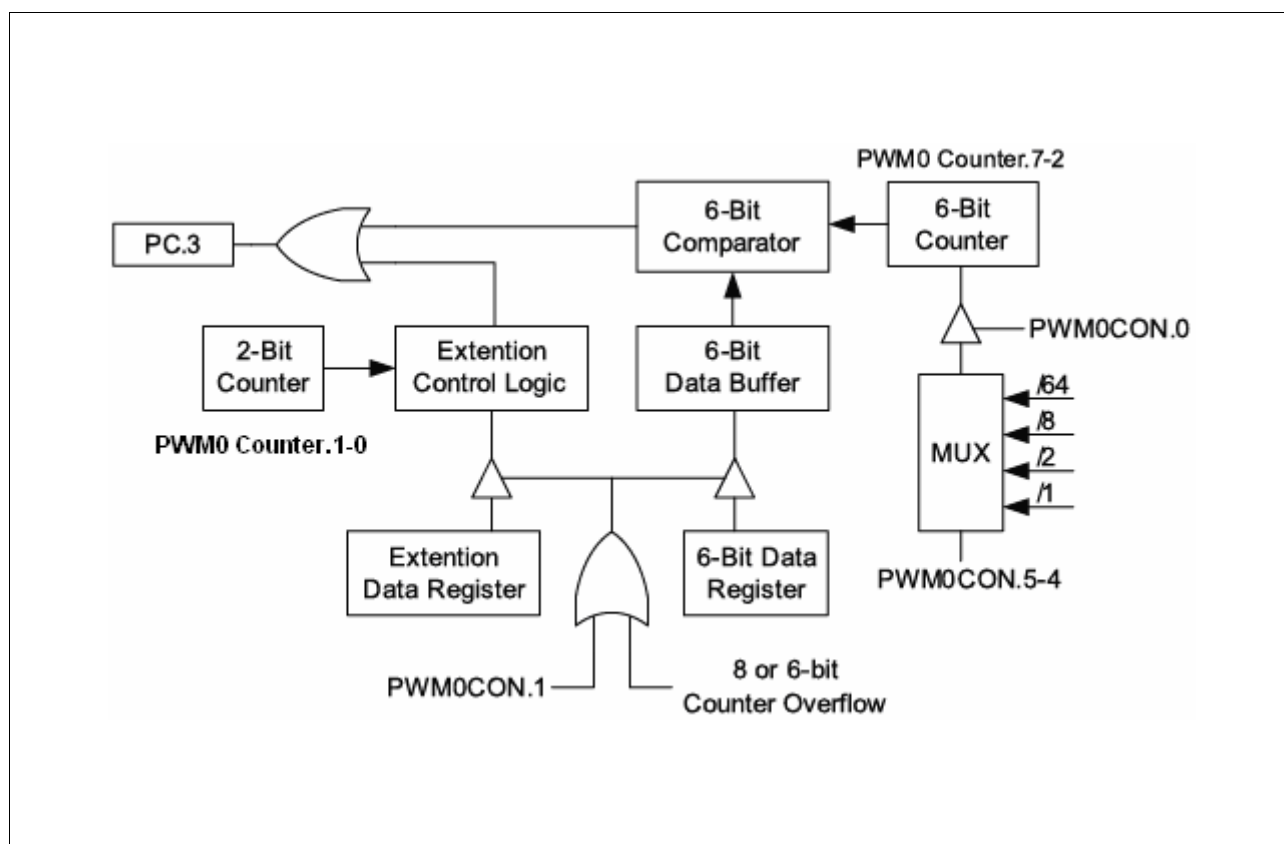 PWM0 Counter.7-2
6-Bit
Comparator
6-Bit
Counter
PC.3
PWM0CON.0
2-Bit
Counter
Extention
Control Logic
6-Bit
Data Buffer
/64
/8
/2
/1
MUX
PWM0 Counter.1-0
Extention
Data Register
6-Bit Data
Register
PWM0CON.5-4
PWM0CON.1
8 or 6-bit
Counter Overflow